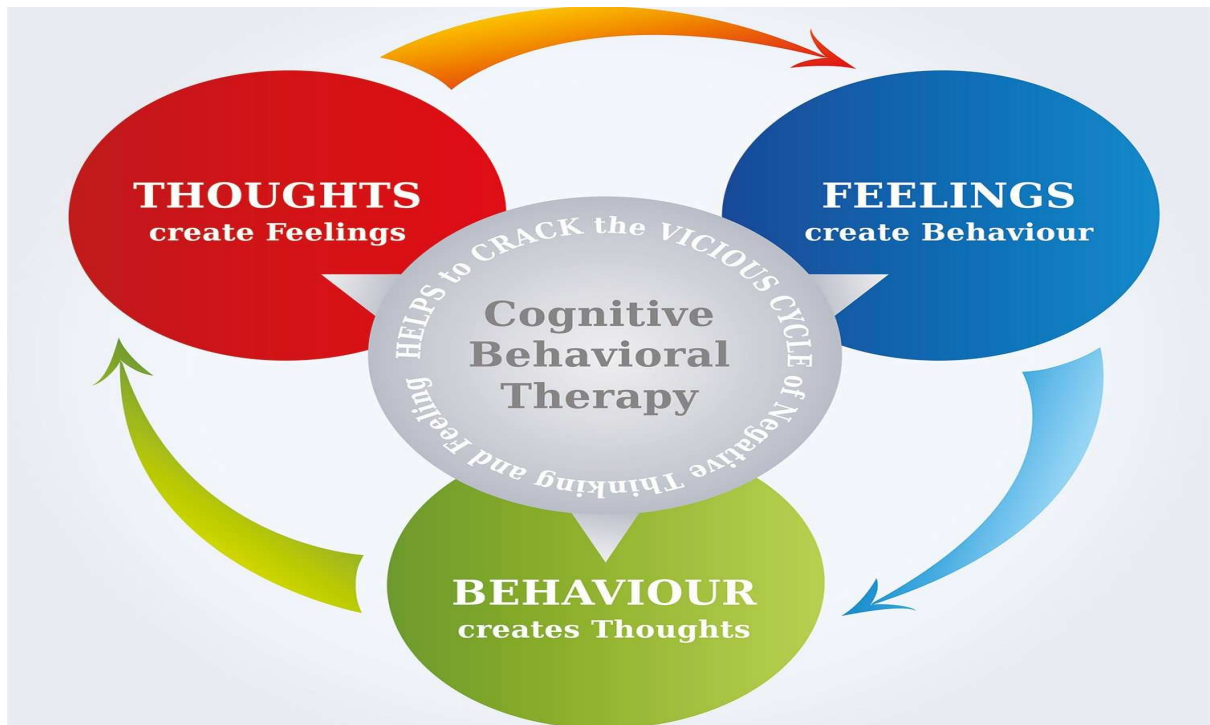 THOUGHTS
create Feelings
FEELINGS
create Behaviour
HELPS to CRACK the VICIOUS CYCLE of Negative Thinking and Feeling
Cognitive
Behavioral
Therapy
BEHAVIOUR
creates Thoughts